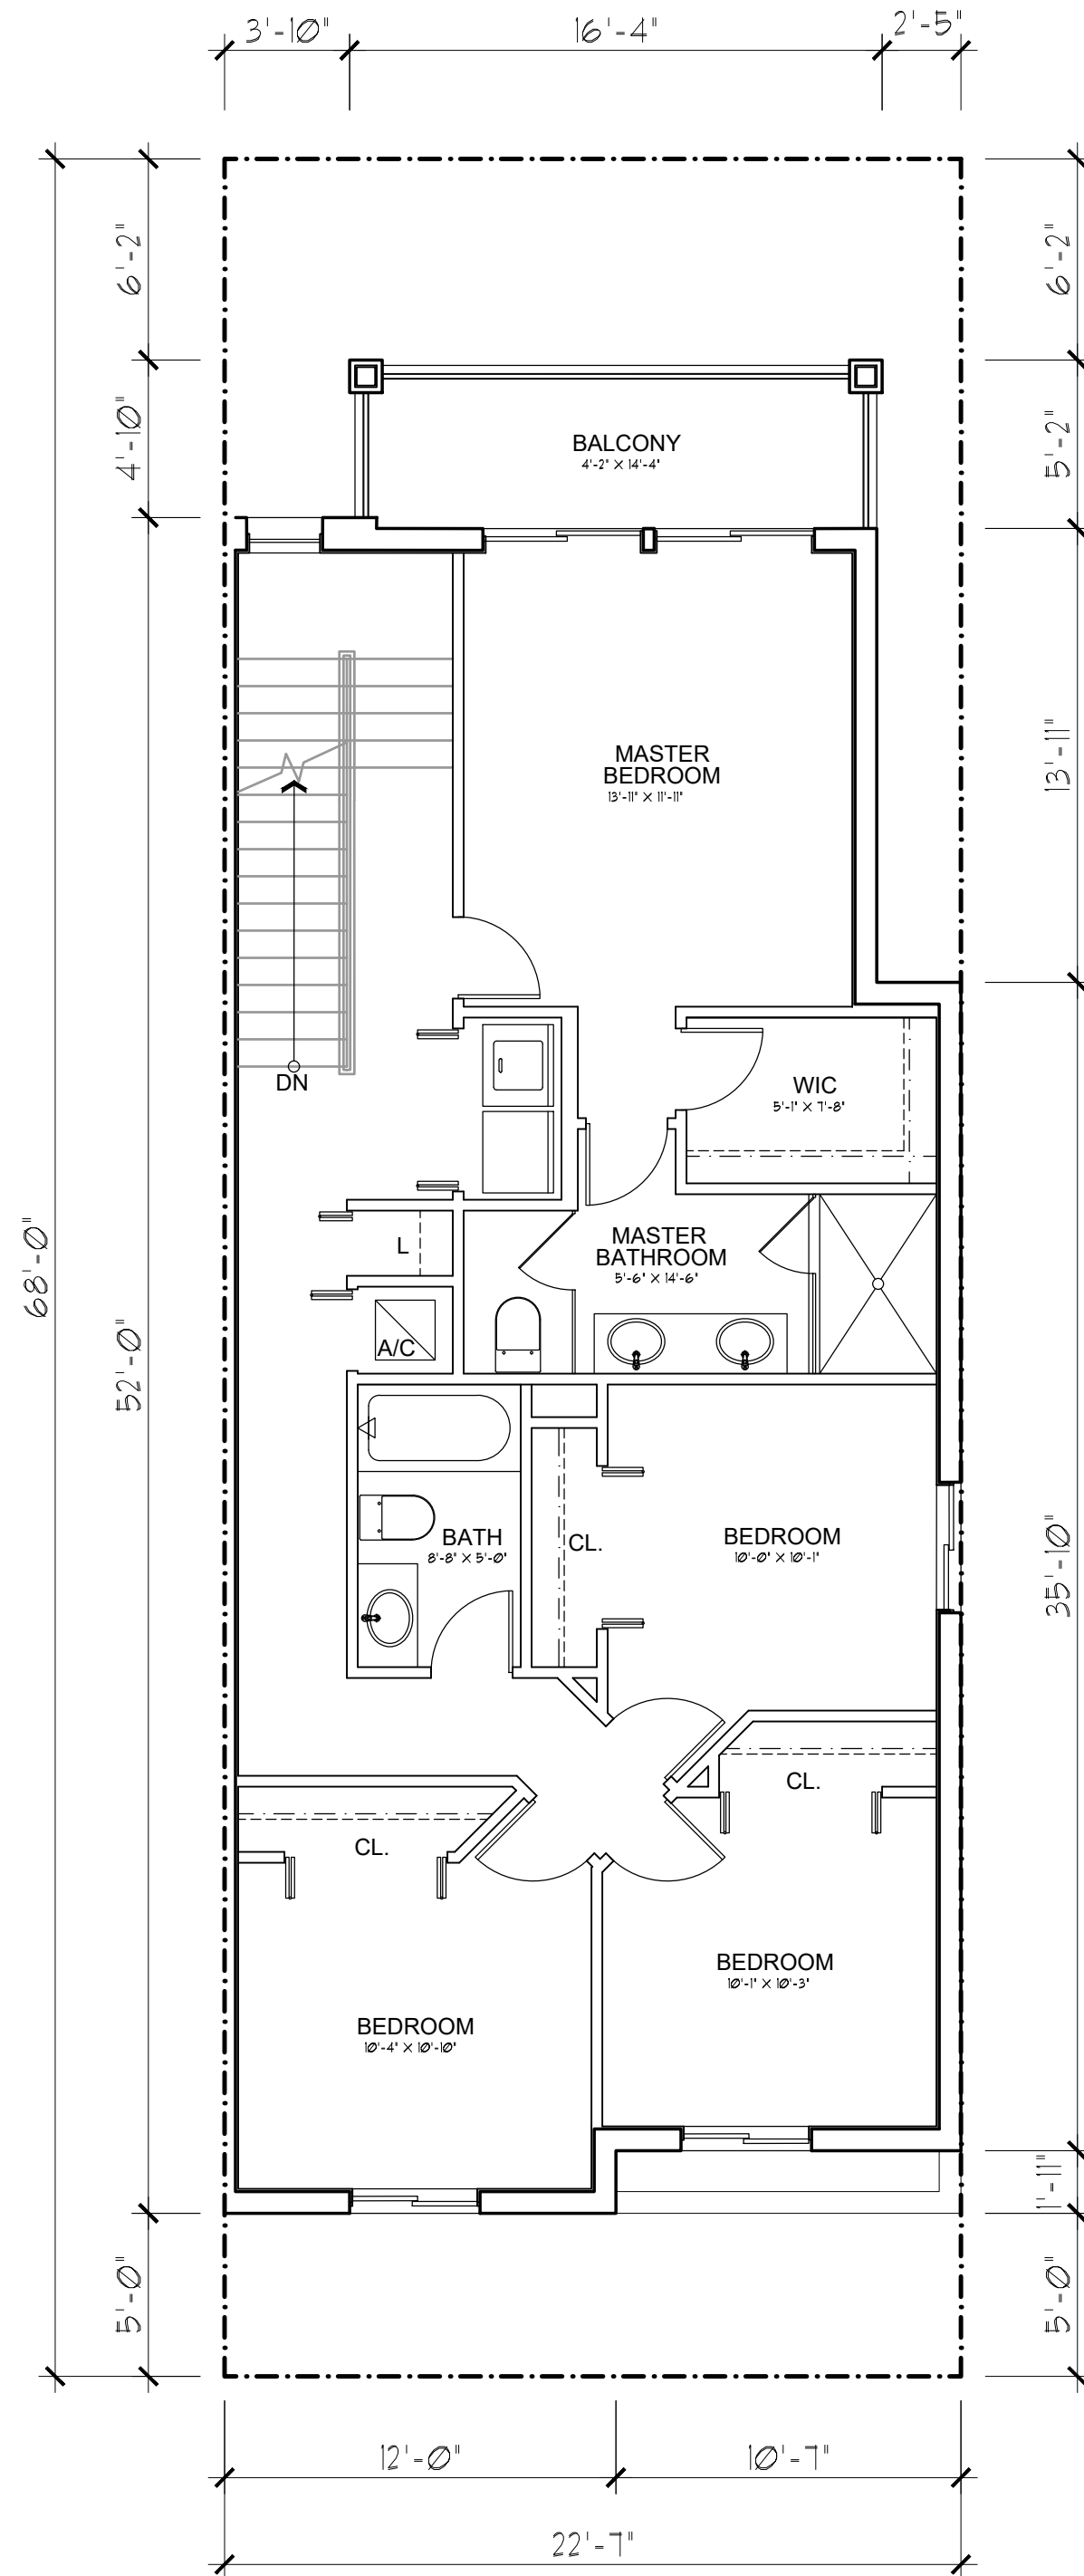 3'-10"
16'-4"
2'-5"
6'-2"
6'-2"
4'-10"
5'-2"
BALCONY
4'-2" X 14'-4"
MASTER
BEDROOM
13'-11" X 11'-11"
13'-11"
DN
WIC
5'-1" X 7'-8"
L
MASTER
BATHROOM
5'-6" X 14'-6"
A/C
68'-0"
52'-0"
BATH
8'-8" X 5'-0"
CL.
BEDROOM
10'-0" X 10'-1"
35'-10"
CL.
CL.
BEDROOM
10'-1" X 10'-3"
BEDROOM
10'-4" X 10'-10"
1'-11"
5'-0"
5'-0"
12'-0"
10'-7"
22'-7"